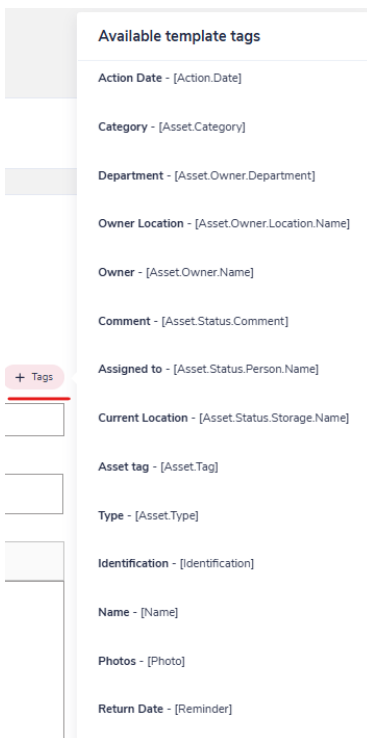 Available template tags
Action Date - [Action.Date]
Category - [Asset.Category]
Department - [Asset.Owner.Department]
Owner Location - [Asset.Owner.Location.Name]
Owner - [Asset.Owner.Name]
Comment - [Asset.Status.Comment]
+ Tags
Assigned to - [Asset.Status.Person.Name]
Current Location - [Asset.Status.Storage.Name]
Asset tag - [Asset.Tag]
Type - [Asset.Type]
Identification - [Identification]
Name - [Name]
Photos - [Photo]
Return Date - [Reminder]